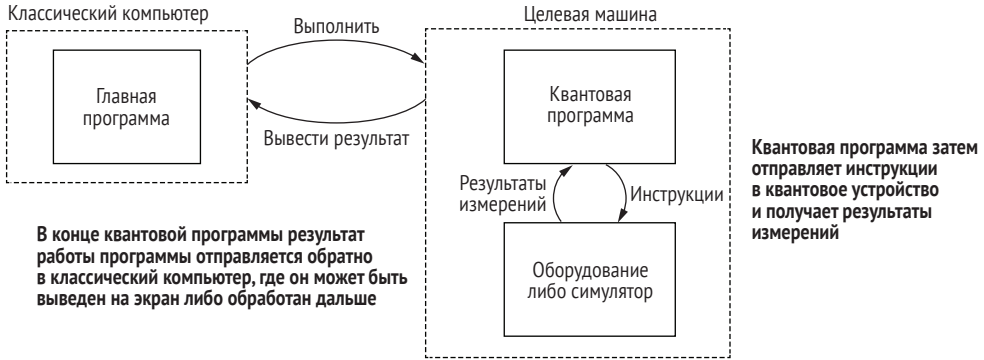 Классический компьютер
Целевая машина
Выполнить
Главная
программа
Вывести результат
Квантовая
программа
Результаты
измерений
Инструкции
Оборудование
либо симулятор
Квантовая программа затем
отправляет инструкции
в квантовое устройство
и получает результаты
измерений
В конце квантовой программы результат
работы программы отправляется обратно
в классический компьютер, где он может быть
выведен на экран либо обработан дальше